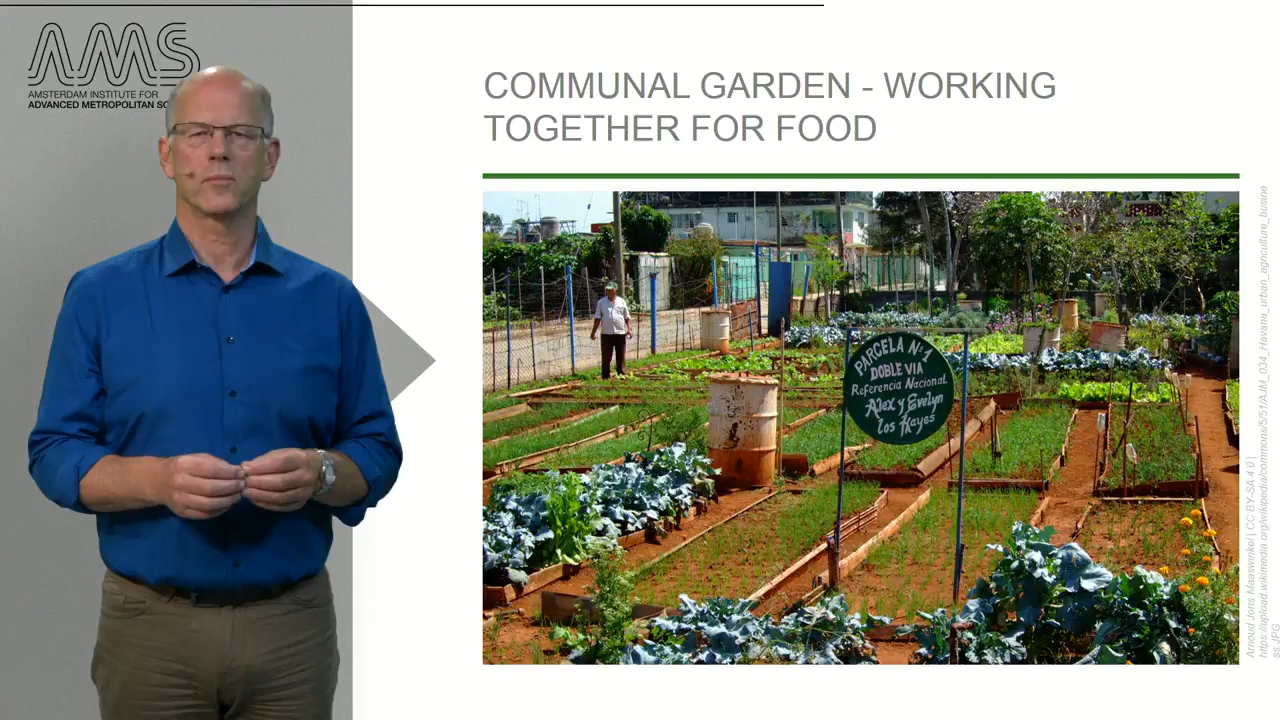 AMS
AMSTERDAM INSTITUTE FOR
ADVANCED METROPOLITAN SO
COMMUNAL GARDEN - WORKING
TOGETHER FOR FOOD
PARCELA Nº1
DOBLE VIA
Referencia Nacional
Alex y Evelyn
los Hayes
Arnoud Joris Maaswinkel | CC BY-SA 4.0 |
https://upload.wikimedia.org/wikipedia/commons/5/51/AJM_034_Havana_urban_agriculture_busine
ss.JPG